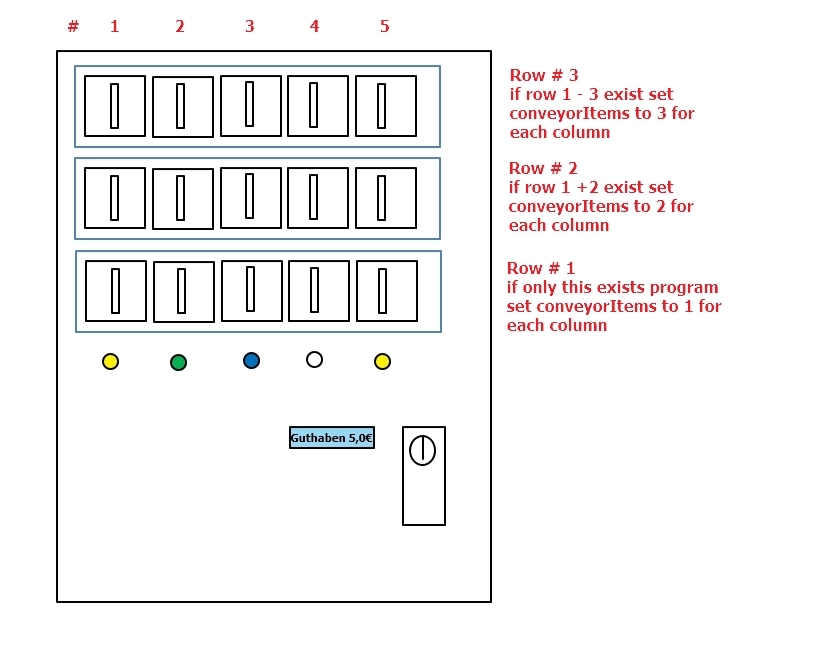 # 1 2 3 4 5
Row # 3
if row 1 - 3 exist set
conveyorItems to 3 for
each column
Row # 2
if row 1 +2 exist set
conveyorItems to 2 for
each column
Row # 1
if only this exists program
set conveyorItems to 1 for
each column
Guthaben 5,0€